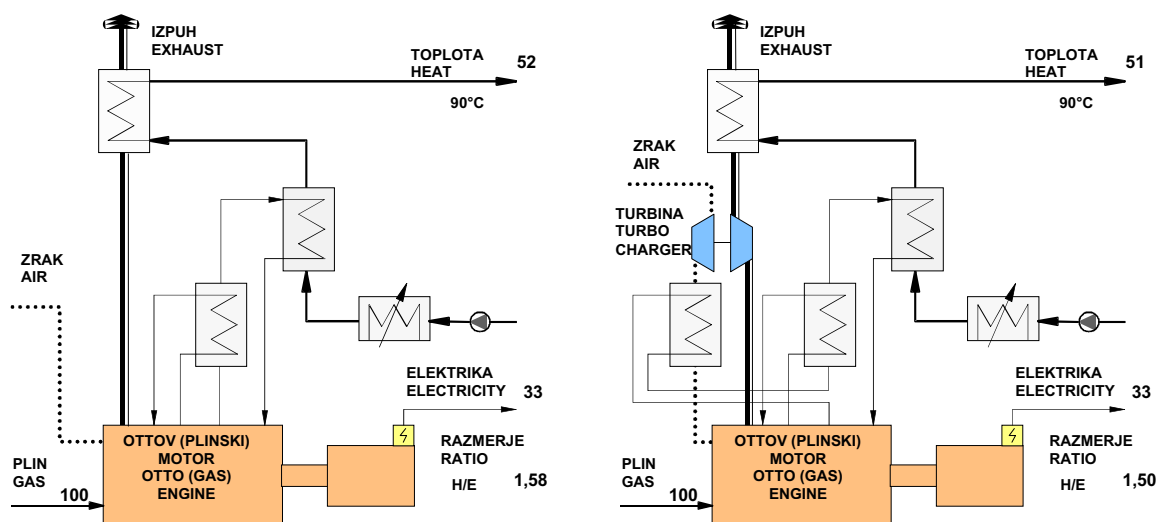 IZPUH
EXHAUST
TOPLOTA
HEAT
52
90°C
ZRAK
AIR
ELEKTRIKA
ELECTRICITY
33
OTTOV (PLINSKI)
MOTOR
OTTO (GAS)
ENGINE
RAZMERJE
RATIO
H/E
1,58
PLIN
GAS
100
IZPUH
EXHAUST
TOPLOTA
HEAT
51
90°C
ZRAK
AIR
TURBINA
TURBO
CHARGER
ELEKTRIKA
ELECTRICITY
33
OTTOV (PLINSKI)
MOTOR
OTTO (GAS)
ENGINE
RAZMERJE
RATIO
H/E
1,50
PLIN
GAS
100